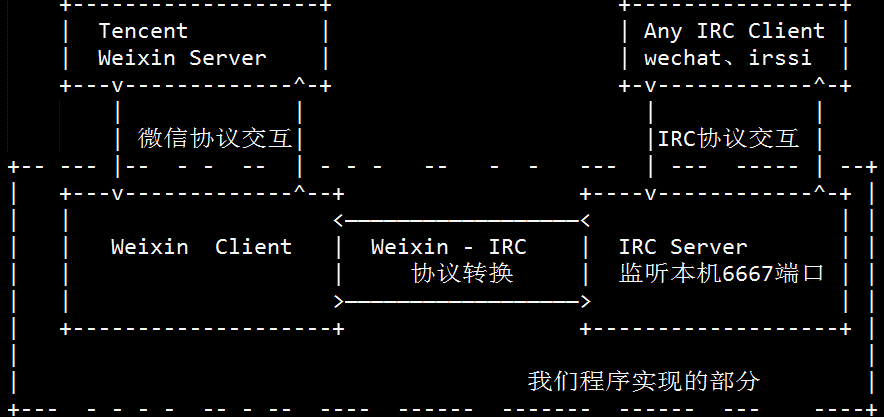 Tencent
Weixin Server
Any IRC Client
wechat、irssi
微信协议交互
IRC协议交互
Weixin Client
Weixin - IRC
协议转换
IRC Server
监听本机6667端口
我们程序实现的部分